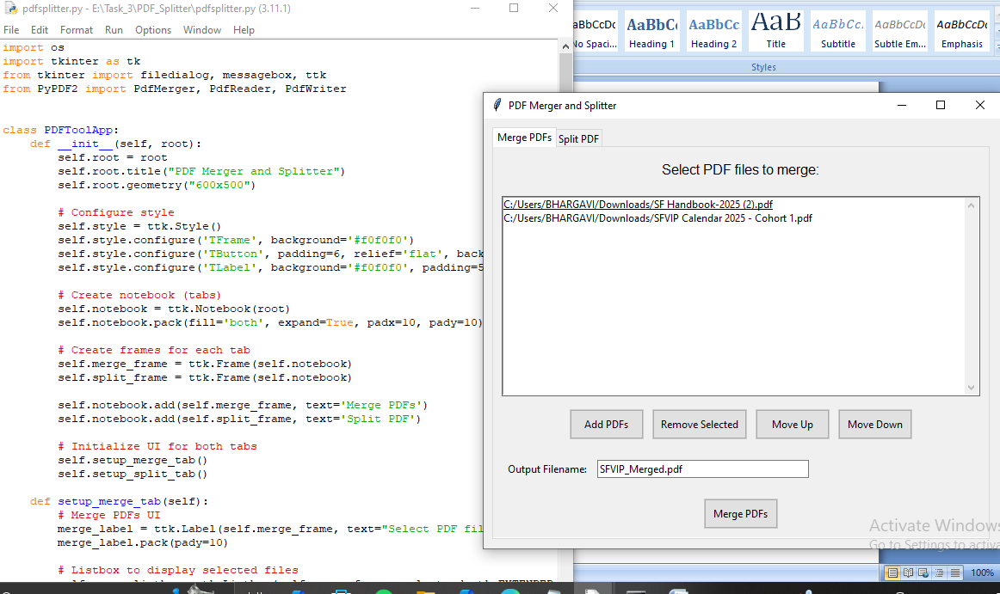 pdfsplitter.py - E:\Task_3\PDF_Splitter\pdfsplitter.py (3.11.1)
File Edit Format Run Options Window Help
import os
import tkinter as tk
from tkinter import filedialog, messagebox, ttk
from PyPDF2 import PdfMerger, PdfReader, PdfWriter
class PDFToolApp:
def __init__(self, root):
self.root = root
self.root.title("PDF Merger and Splitter")
self.root.geometry("600x500")
# Configure style
self.style = ttk.Style()
self.style.configure('TFrame', background='#f0f0f0')
self.style.configure('TButton', padding=6, relief='flat', back
self.style.configure('TLabel', background='#f0f0f0', padding=5
# Create notebook (tabs)
self.notebook = ttk.Notebook(root)
self.notebook.pack(fill='both', expand=True, padx=10, pady=10)
# Create frames for each tab
self.merge_frame = ttk.Frame(self.notebook)
self.split_frame = ttk.Frame(self.notebook)
self.notebook.add(self.merge_frame, text='Merge PDFs')
self.notebook.add(self.split_frame, text='Split PDF')
# Initialize UI for both tabs
self.setup_merge_tab()
self.setup_split_tab()
def setup_merge_tab(self):
# Merge PDFs UI
merge_label = ttk.Label(self.merge_frame, text="Select PDF fil
merge_label.pack(pady=10)
# Listbox to display selected files
aBbCcDc AaBbC AaBbCc AaB AaBbCc. AaBbCcDc AaBbCcDc
No Spaci... Heading 1 Heading 2 Title Subtitle Subtle Em... Emphasis
Styles
PDF Merger and Splitter
Merge PDFs Split PDF
Select PDF files to merge:
C:/Users/BHARGAVI/Downloads/SF Handbook-2025 (2).pdf
C:/Users/BHARGAVI/Downloads/SFVIP Calendar 2025 - Cohort 1.pdf
Add PDFs Remove Selected Move Up Move Down
Output Filename: SFVIP_Merged.pdf
Merge PDFs
Activate Windows
Go to Settings to activa
100%